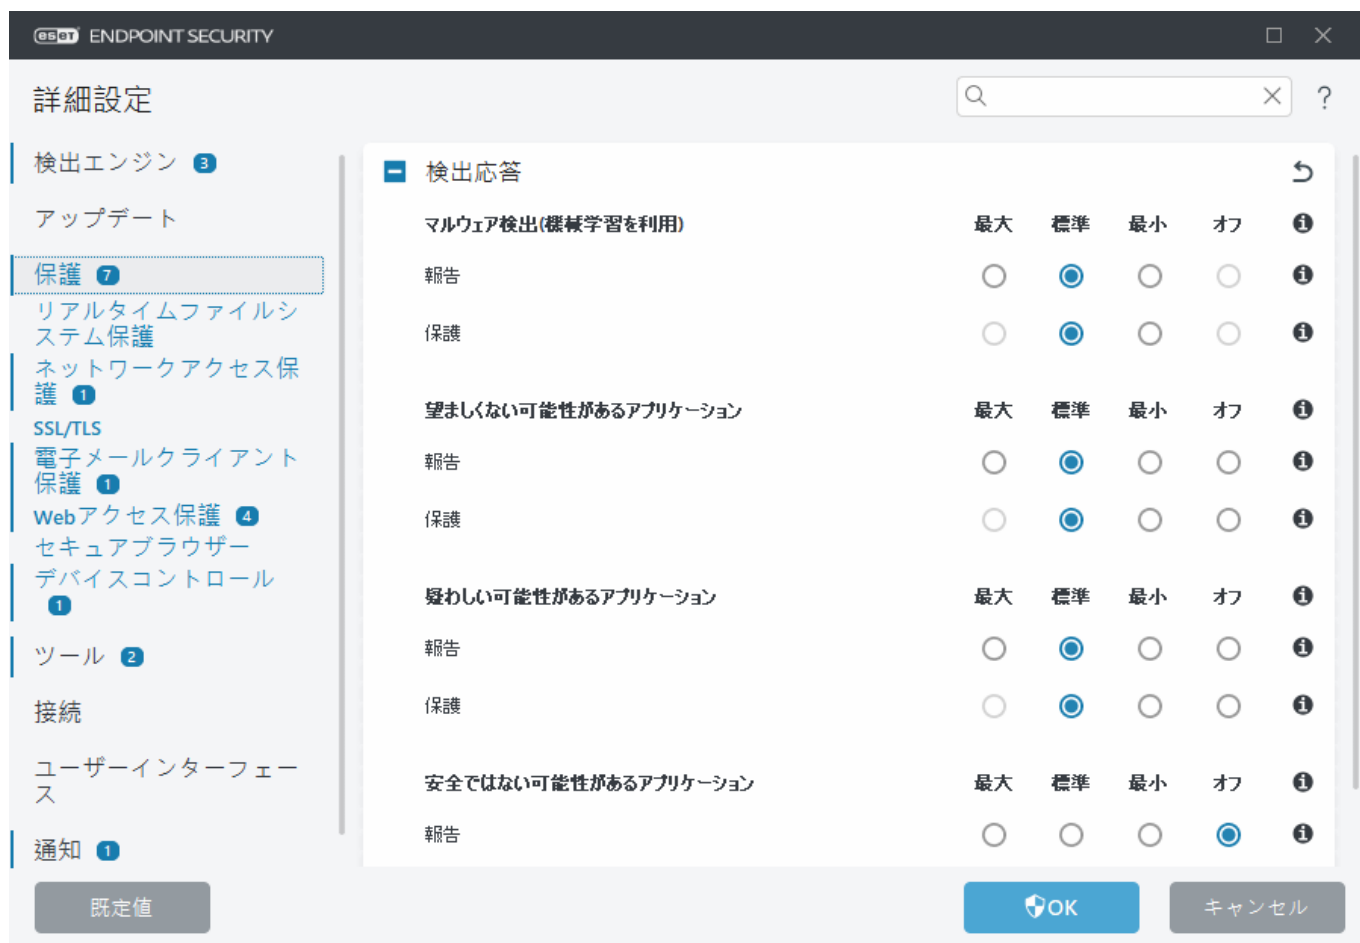 eset ENDPOINT SECURITY
詳細設定
?
検出エンジン 3
アップデート
保護 7
リアルタイムファイルシ
ステム保護
ネットワークアクセス保
護 1
SSL/TLS
電子メールクライアント
保護 1
Webアクセス保護 4
セキュアブラウザー
デバイスコントロール
1
ツール 2
接続
ユーザーインターフェー
ス
通知 1
検出応答
マルウェア検出(機械学習を利用) 最大 標準 最小 オフ
報告
保護
望ましくない可能性があるアプリケーション 最大 標準 最小 オフ
報告
保護
疑わしい可能性があるアプリケーション 最大 標準 最小 オフ
報告
保護
安全ではない可能性があるアプリケーション 最大 標準 最小 オフ
報告
既定値
OK
キャンセル